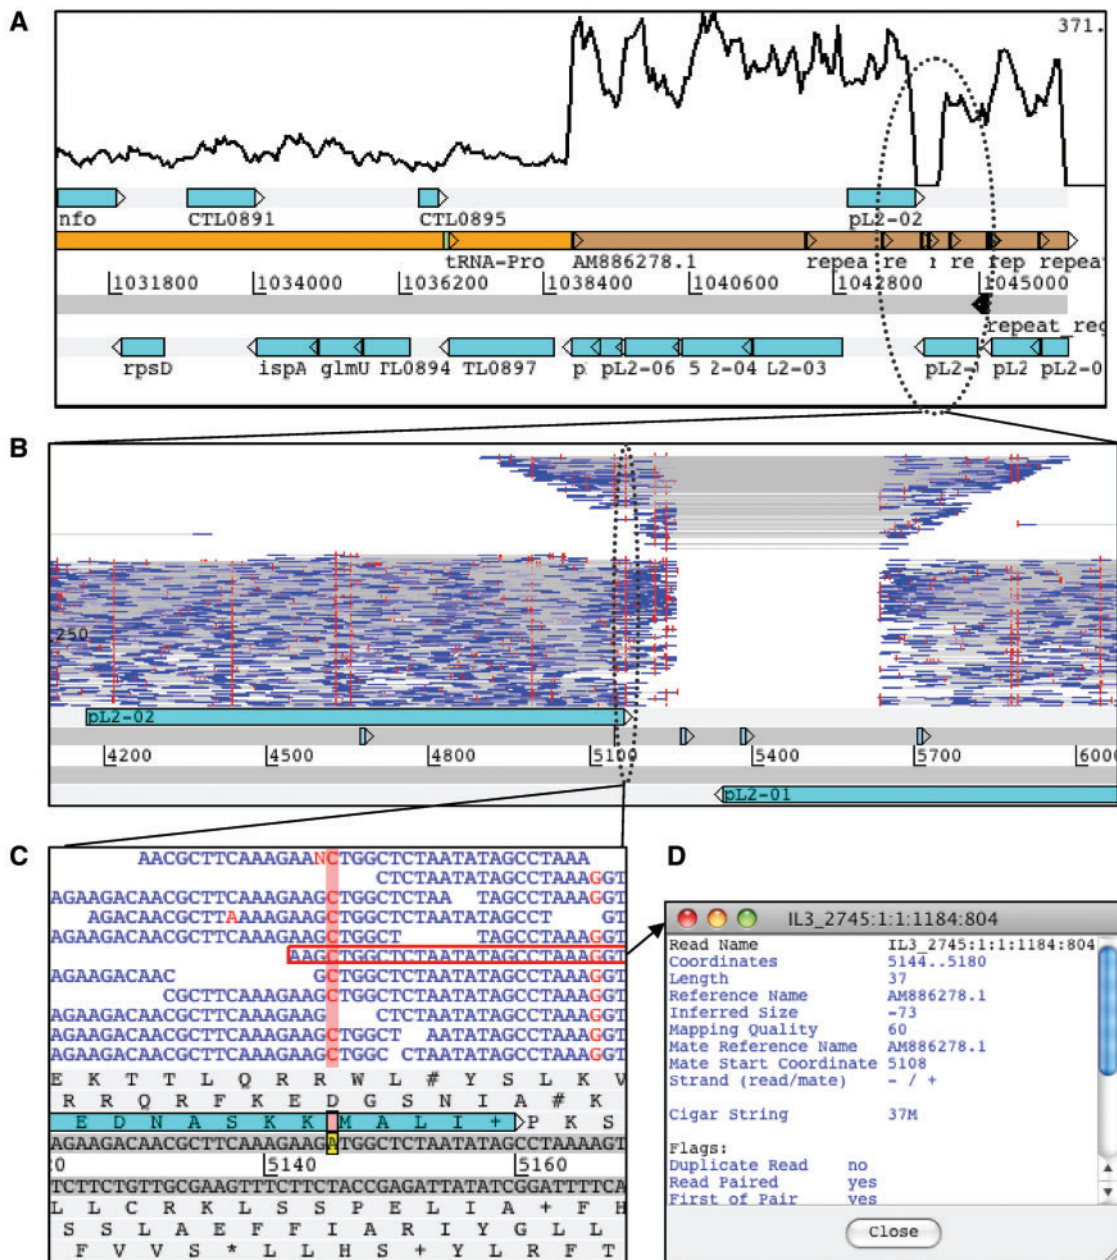 A
371.
nfo CTL0891 CTL0895 pL2-02
tRNA-Pro AM886278.1 repea re r re rep repeat
1031800 1034000 1036200 1038400 1040600 1042800 1045000
repeat_reg
rpsD ispA glmU TL0894 TL0897 p pL2-06 5 2-04 L2-03 pL2-1 pL2 pL2-0
B
250
pL2-02
4200 4500 4800 5100 5400 5700 6000
pL2-01
C
AACGCTTCAAAGAANCTGGCTCTAATATAGCCTAAA
CTCTAATATAGCCTAAAGGT
AGAAGACAACGCTTCAAAGAAGCTGGCTCTAA TAGCCTAAAGGT
AGACAACGCTTAAAAGAAGCTGGCTCTAATATAGCCT GT
AGAAGACAACGCTTCAAAGAAGCTGGCT TAGCCTAAAGGT
AAGCTGGCTCTAATATAGCCTAAAGGT
AGAAGACAAC GCTGGCTCTAATATAGCCTAAAGGT
CGCTTCAAAGAAGCTGGCTCTAATATAGCCTAAAGGT
AGAAGACAACGCTTCAAAGAAG CTCTAATATAGCCTAAAGGT
AGAAGACAACGCTTCAAAGAAGCTGGCT AATATAGCCTAAAGGT
AGAAGACAACGCTTCAAAGAAGCTGGC CTAATATAGCCTAAAGGT
E K T T L Q R R W L # Y S L K V
R R Q R F K E D G S N I A # K
E D N A S K K M A L I + P K S
AGAAGACAACGCTTCAAAGAAGATGGCTCTAATATAGCCTAAAAGT
20 5140 5160
TCTTCTGTTGCGAAGTTTCTTCTACCGAGATTATATCGGATTTTCA
L L C R K L S S P E L I A + F H
S S L A E F F I A R I Y G L L
F V V S * L L H S + Y L R F T
D
IL3_2745:1:1:1184:804
Read Name IL3_2745:1:1:1184:804
Coordinates 5144..5180
Length 37
Reference Name AM886278.1
Inferred Size -73
Mapping Quality 60
Mate Reference Name AM886278.1
Mate Start Coordinate 5108
Strand (read/mate) - / +
Cigar String 37M
Flags:
Duplicate Read no
Read Paired yes
First of Pair yes
Close